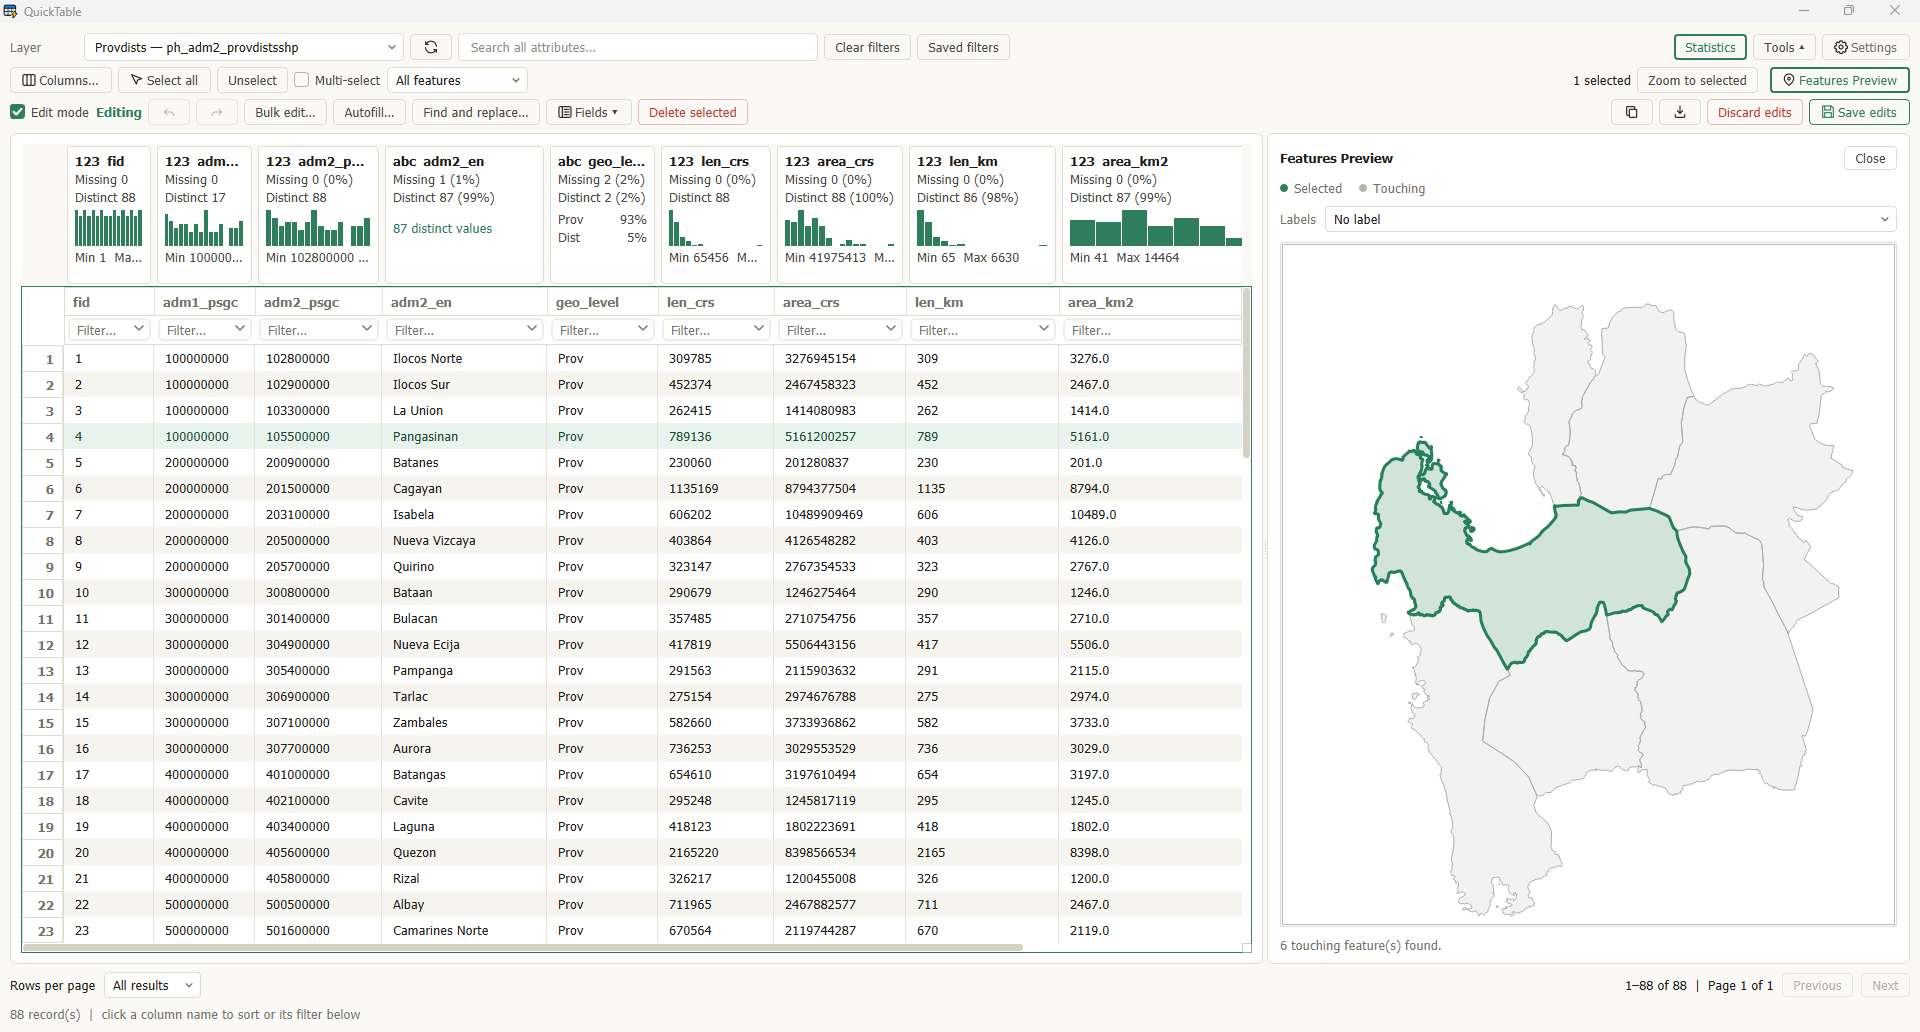 QuickTable
Layer Provdists — ph_adm2_provdistsshp Search all attributes... Clear filters Saved filters Statistics Tools Settings
Columns... Select all Unselect Multi-select All features 1 selected Zoom to selected Features Preview
Edit mode Editing Bulk edit... Autofill... Find and replace... Fields Delete selected Discard edits Save edits
123 fid 123 adm... 123 adm2_p... abc adm2_en abc geo_le... 123 len_crs 123 area_crs 123 len_km 123 area_km2
Missing 0 Missing 0 Missing 0 (0%) Missing 1 (1%) Missing 2 (2%) Missing 0 (0%) Missing 0 (0%) Missing 0 (0%) Missing 0 (0%)
Distinct 88 Distinct 17 Distinct 88 Distinct 87 (99%) Distinct 2 (2%) Distinct 88 Distinct 88 (100%) Distinct 86 (98%) Distinct 87 (99%)
87 distinct values
Prov 93%
Dist 5%
Min 1 Ma... Min 100000... Min 102800000 ... Min 65456 M... Min 41975413 M... Min 65 Max 6630 Min 41 Max 14464
fid adm1_psgc adm2_psgc adm2_en geo_level len_crs area_crs len_km area_km2
Filter... Filter... Filter... Filter... Filter... Filter... Filter... Filter... Filter...
1 1 100000000 102800000 Ilocos Norte Prov 309785 3276945154 309 3276.0
2 2 100000000 102900000 Ilocos Sur Prov 452374 2467458323 452 2467.0
3 3 100000000 103300000 La Union Prov 262415 1414080983 262 1414.0
4 4 100000000 105500000 Pangasinan Prov 789136 5161200257 789 5161.0
5 5 200000000 200900000 Batanes Prov 230060 201280837 230 201.0
6 6 200000000 201500000 Cagayan Prov 1135169 8794377504 1135 8794.0
7 7 200000000 203100000 Isabela Prov 606202 10489909469 606 10489.0
8 8 200000000 205000000 Nueva Vizcaya Prov 403864 4126548282 403 4126.0
9 9 200000000 205700000 Quirino Prov 323147 2767354533 323 2767.0
10 10 300000000 300800000 Bataan Prov 290679 1246275464 290 1246.0
11 11 300000000 301400000 Bulacan Prov 357485 2710754756 357 2710.0
12 12 300000000 304900000 Nueva Ecija Prov 417819 5506443156 417 5506.0
13 13 300000000 305400000 Pampanga Prov 291563 2115903632 291 2115.0
14 14 300000000 306900000 Tarlac Prov 275154 2974676788 275 2974.0
15 15 300000000 307100000 Zambales Prov 582660 3733936862 582 3733.0
16 16 300000000 307700000 Aurora Prov 736253 3029553529 736 3029.0
17 17 400000000 401000000 Batangas Prov 654610 3197610494 654 3197.0
18 18 400000000 402100000 Cavite Prov 295248 1245817119 295 1245.0
19 19 400000000 403400000 Laguna Prov 418123 1802223691 418 1802.0
20 20 400000000 405600000 Quezon Prov 2165220 8398566534 2165 8398.0
21 21 400000000 405800000 Rizal Prov 326217 1200455008 326 1200.0
22 22 500000000 500500000 Albay Prov 711965 2467882577 711 2467.0
23 23 500000000 501600000 Camarines Norte Prov 670564 2119744287 670 2119.0
Features Preview Close
Selected Touching
Labels No label
6 touching feature(s) found.
Rows per page All results 1–88 of 88 | Page 1 of 1 Previous Next
88 record(s) | click a column name to sort or its filter below